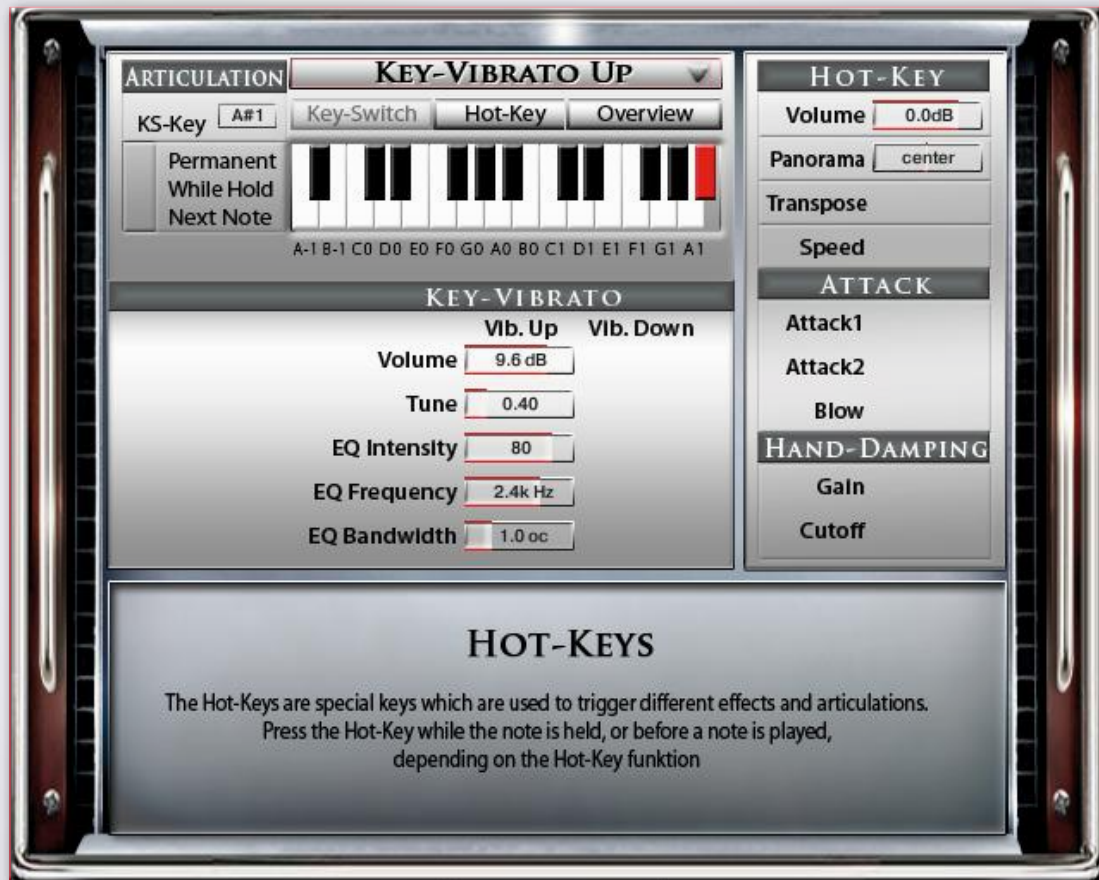 ARTICULATION
KEY-VIBRATO UP
KS-Key A#1
Key-Switch Hot-Key Overview
Permanent
While Hold
Next Note
A-1 B-1 C0 D0 E0 F0 G0 A0 B0 C1 D1 E1 F1 G1 A1
KEY-VIBRATO
Vib. Up Vib. Down
Volume 9.6 dB
Tune 0.40
EQ Intensity 80
EQ Frequency 2.4k Hz
EQ Bandwidth 1.0 oc
HOT-KEY
Volume 0.0dB
Panorama center
Transpose
Speed
ATTACK
Attack1
Attack2
Blow
HAND-DAMPING
Gain
Cutoff
HOT-KEYS
The Hot-Keys are special keys which are used to trigger different effects and articulations.
Press the Hot-Key while the note is held, or before a note is played,
depending on the Hot-Key funktion